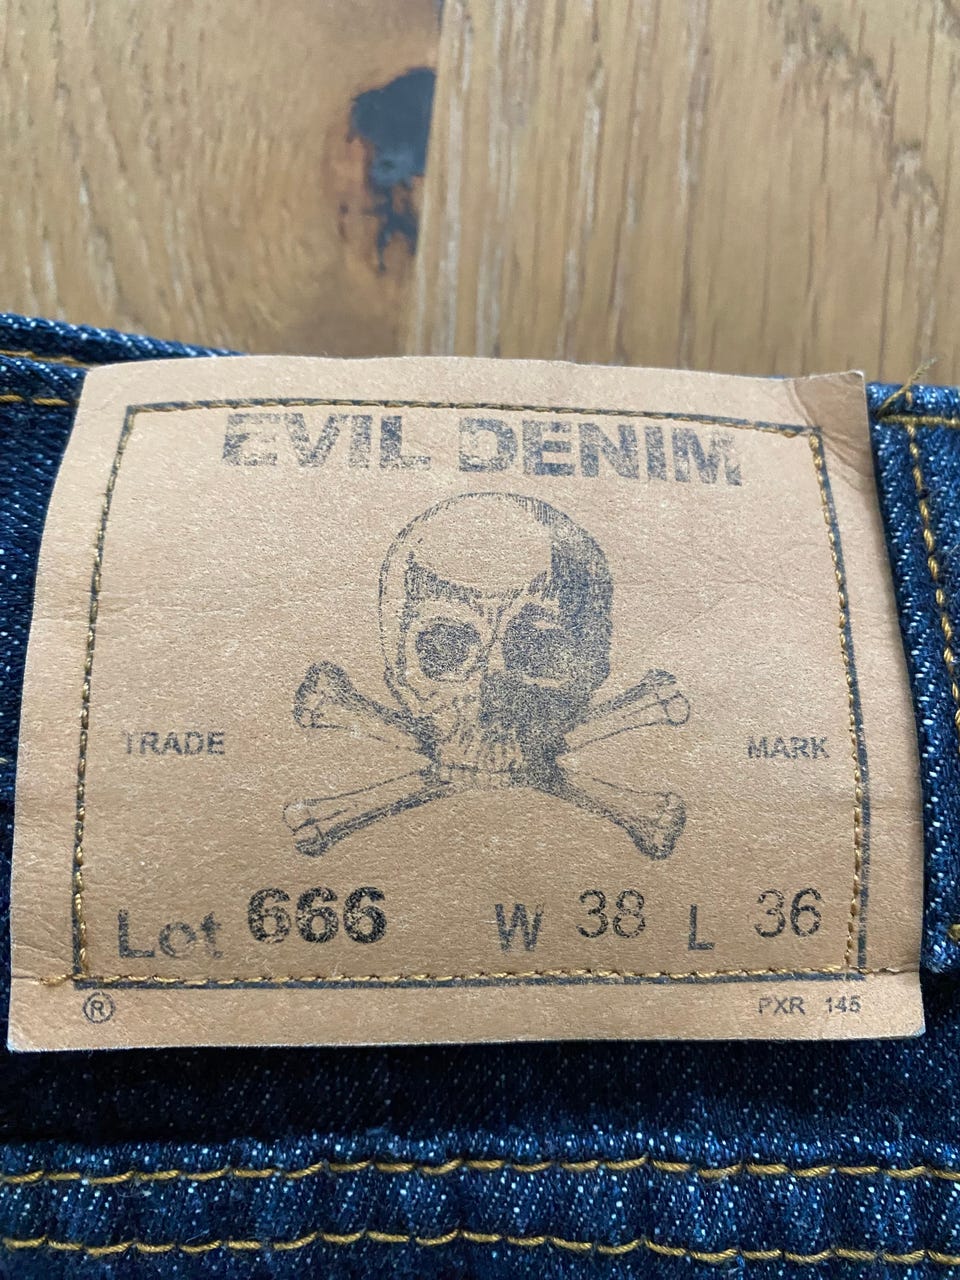 EVIL DENIM
TRADE MARK
Lot 666 W 38 L 36
® PXR 145